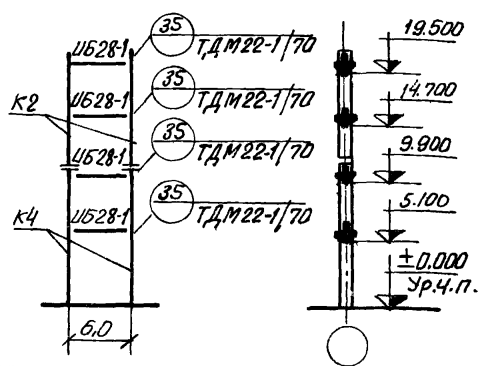 35
ТДМ22-1/70
ИБ28-1
35
ТДМ22-1/70
ИБ28-1
К2
35
ТДМ22-1/70
ИБ28-1
35
ТДМ22-1/70
ИБ28-1
К4
6,0
19.500
14.700
9.900
5.100
±0.000
Ур.ч.п.